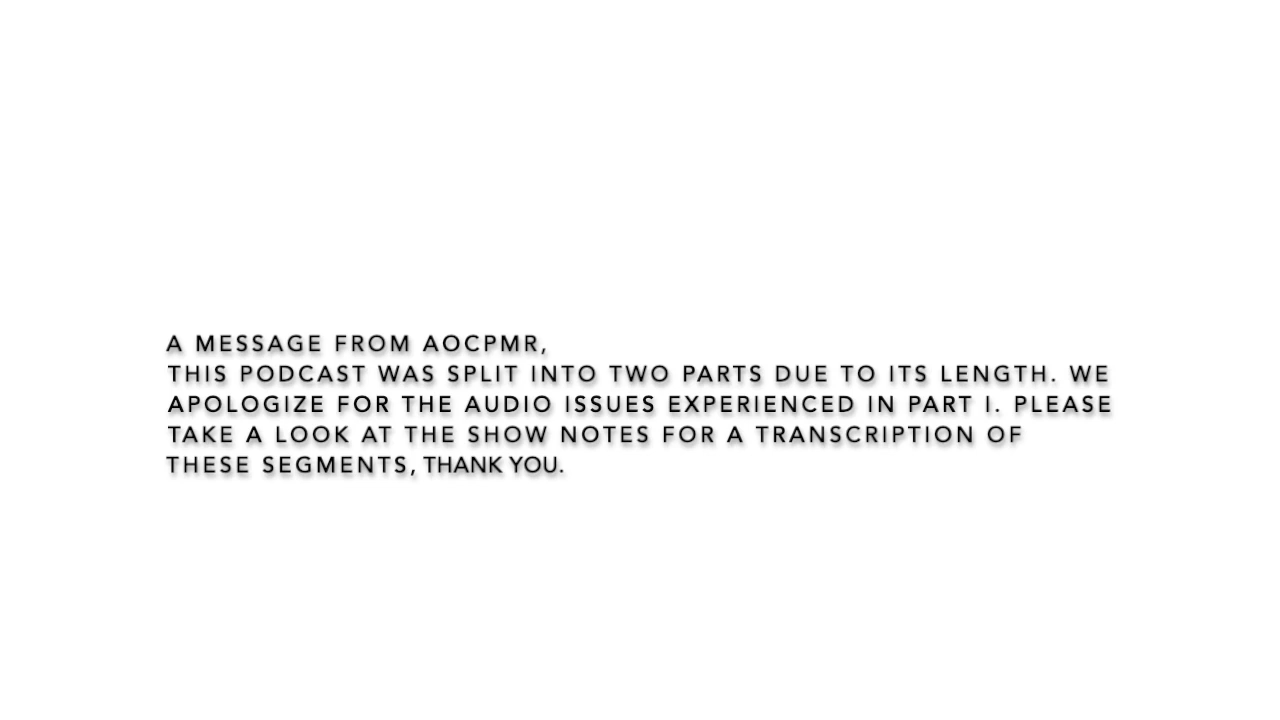 A MESSAGE FROM AOCPMR,
THIS PODCAST WAS SPLIT INTO TWO PARTS DUE TO ITS LENGTH. WE
APOLOGIZE FOR THE AUDIO ISSUES EXPERIENCED IN PART I. PLEASE
TAKE A LOOK AT THE SHOW NOTES FOR A TRANSCRIPTION OF
THESE SEGMENTS, THANK YOU.